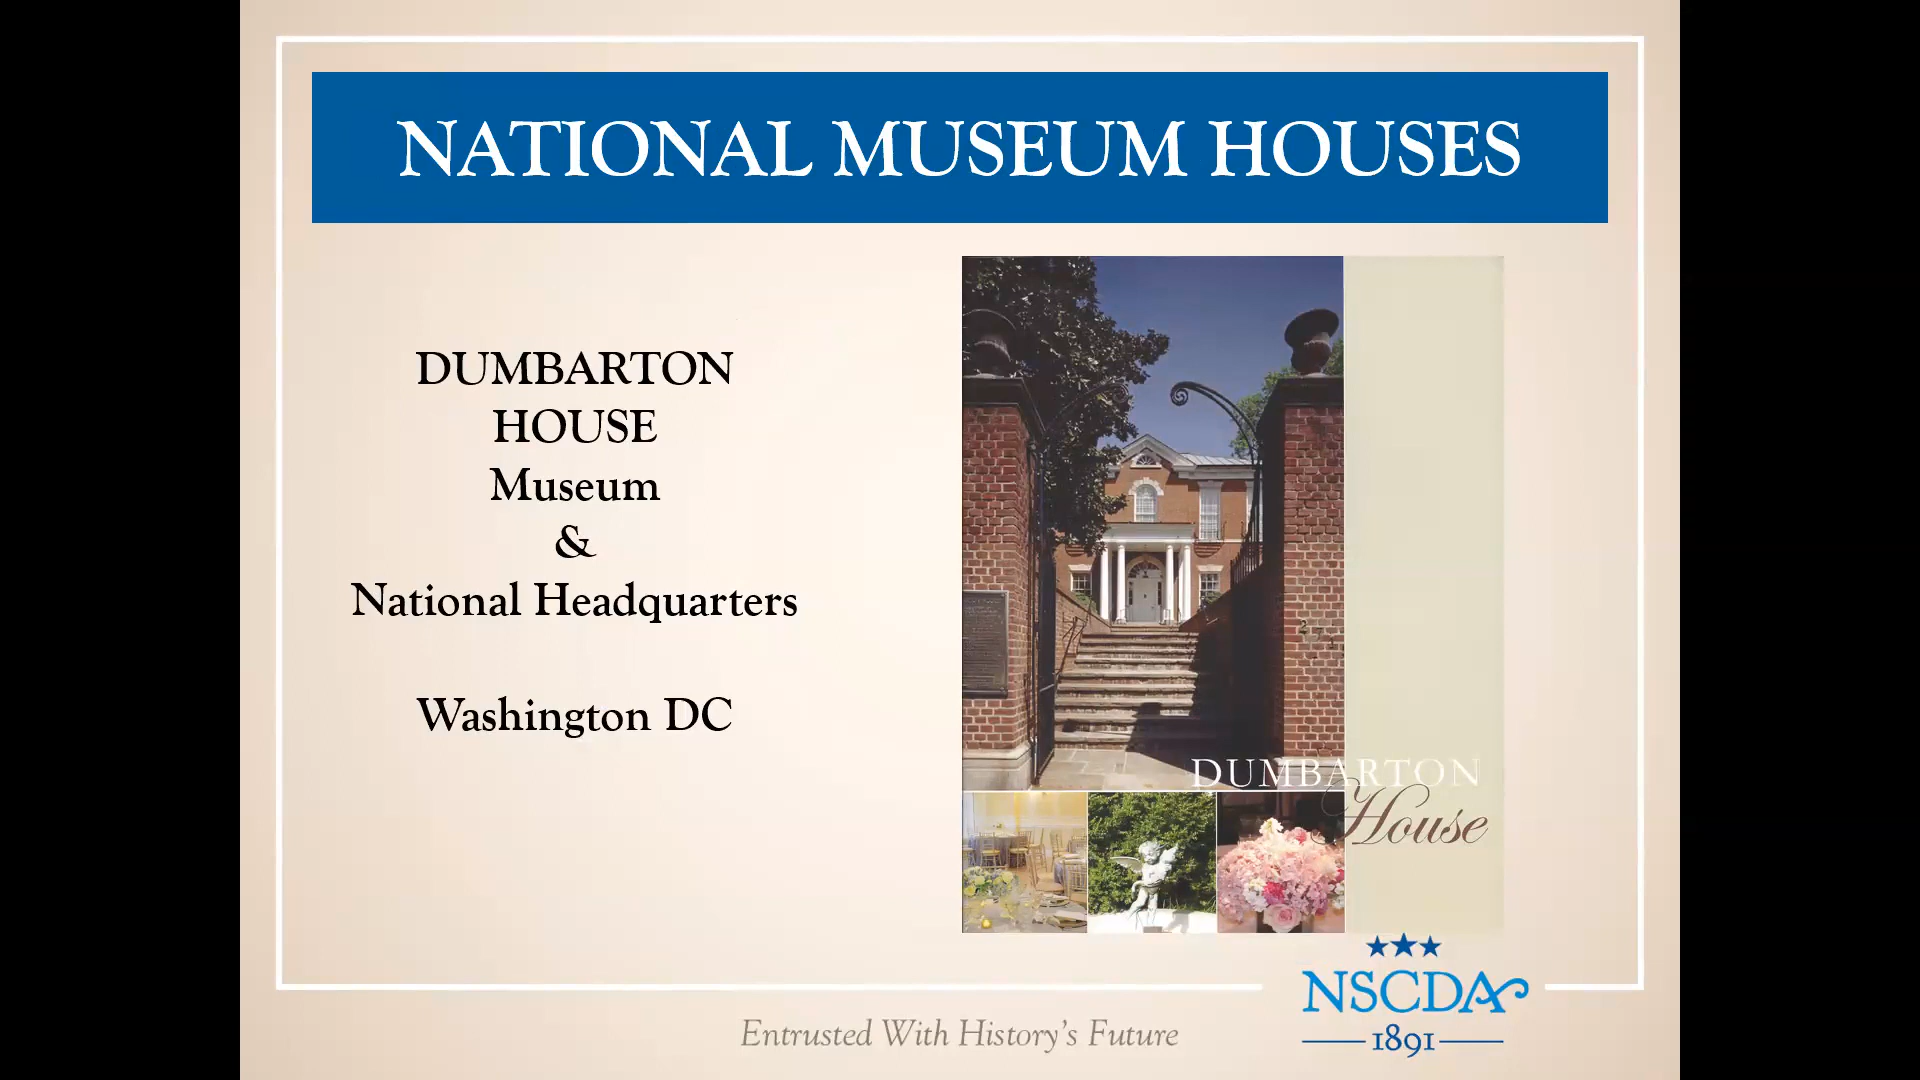 NATIONAL MUSEUM HOUSES
DUMBARTON
HOUSE
Museum
&
National Headquarters
Washington DC
DUMBARTON
House
NSCDA
1891
Entrusted With History's Future